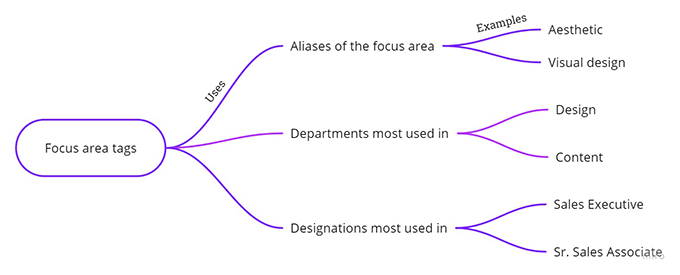 Focus area tags
Uses
Aliases of the focus area
Examples
Aesthetic
Visual design
Departments most used in
Design
Content
Designations most used in
Sales Executive
Sr. Sales Associate